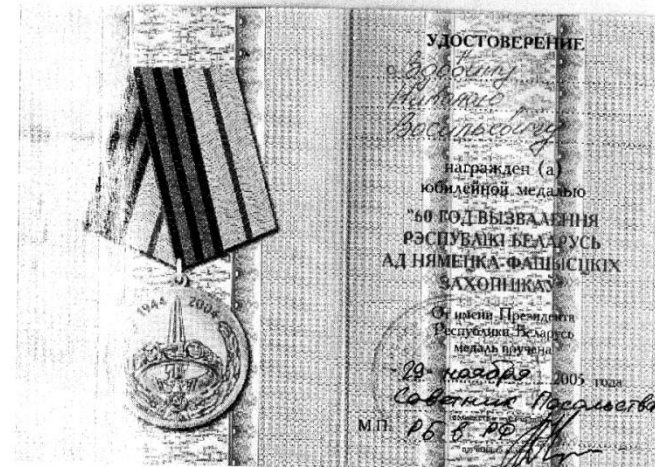 1944 2004
УДОСТОВЕРЕНИЕ
Николаю
Васильевичу
награжден (а)
юбилейной медалью
"60 ГОД ВЫЗВАЛЕННЯ
РЭСПУБЛІКІ БЕЛАРУСЬ
АД НЯМЕЦКА-ФАШЫСЦКІХ
ЗАХОПНІКАЎ"
От имени Президента
Республики Беларусь
медаль вручена
"29" ноября 2005 года
Советник Посольства
М.П. РБ в РФ